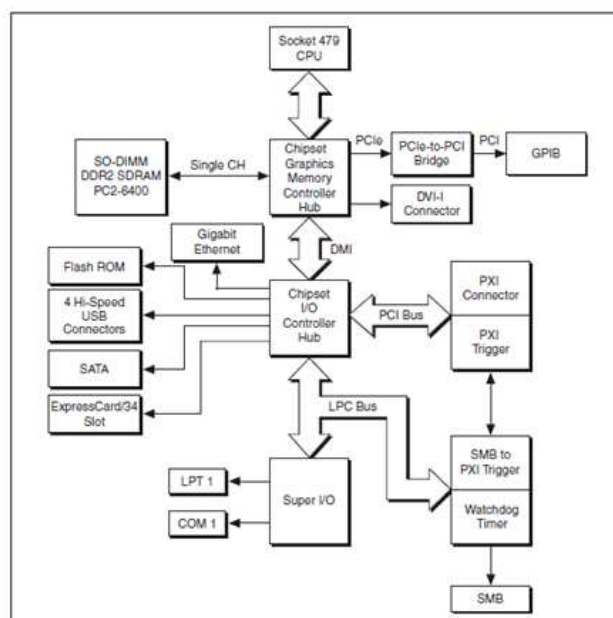 Socket 479
CPU
SO-DIMM
DDR2 SDRAM
PC2-6400
Single CH
Chipset
Graphics
Memory
Controller
Hub
PCIe
PCIe-to-PCI
Bridge
PCI
GPIB
DVI-I
Connector
Gigabit
Ethernet
DMI
Flash ROM
4 Hi-Speed
USB
Connectors
SATA
ExpressCard/34
Slot
Chipset
I/O
Controller
Hub
PCI Bus
PXI
Connector
PXI
Trigger
LPC Bus
LPT 1
COM 1
Super I/O
SMB to
PXI Trigger
Watchdog
Timer
SMB